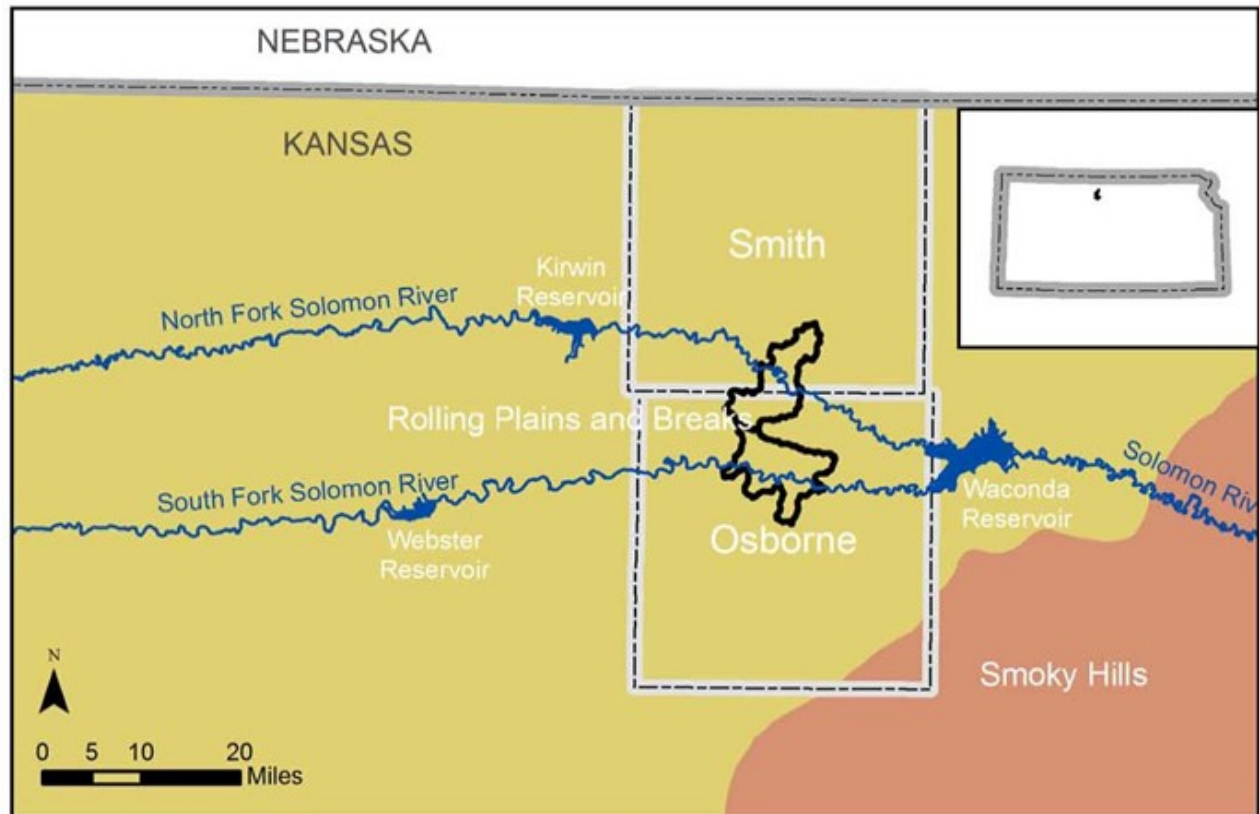 NEBRASKA
KANSAS
Smith
Kirwin
Reservoir
North Fork Solomon River
Rolling Plains and Breaks
South Fork Solomon River
Webster
Reservoir
Osborne
Waconda
Reservoir
Solomon Riv
Smoky Hills
N
0 5 10 20
Miles